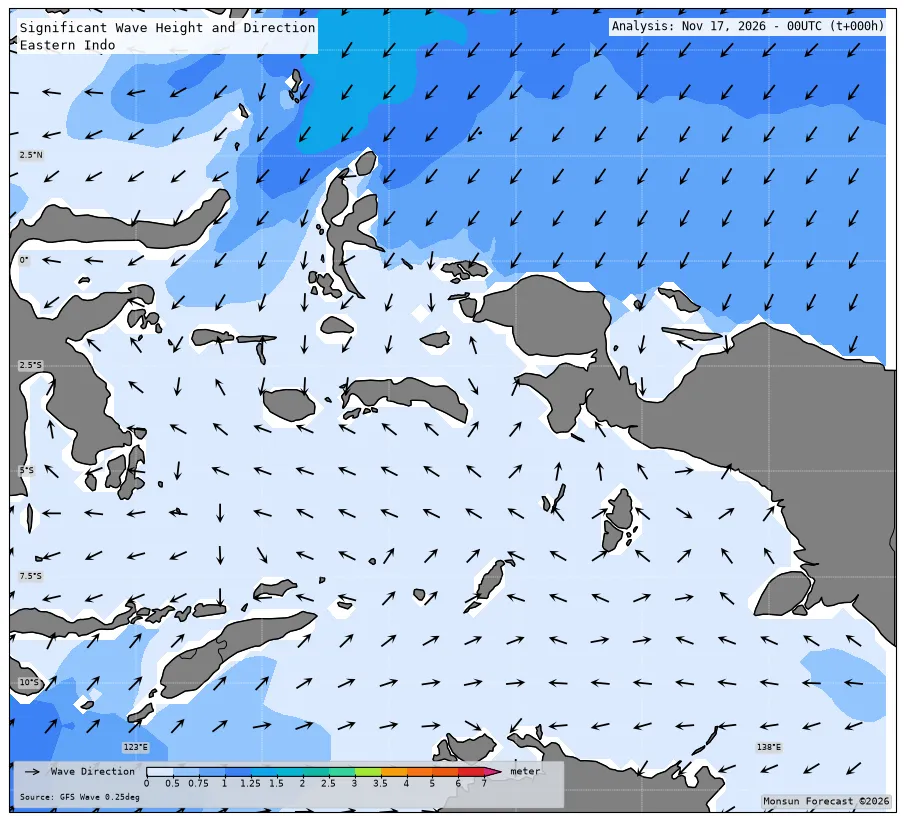 Significant Wave Height and Direction
Eastern Indo
Analysis: Nov 17, 2026 - 00UTC (t+000h)
2.5°N
0°
2.5°S
5°S
7.5°S
10°S
123°E
138°E
Wave Direction
meter
0 0.5 0.75 1 1.25 1.5 2 2.5 3 3.5 4 5 6 7
Source: GFS Wave 0.25deg
Monsun Forecast ©2026